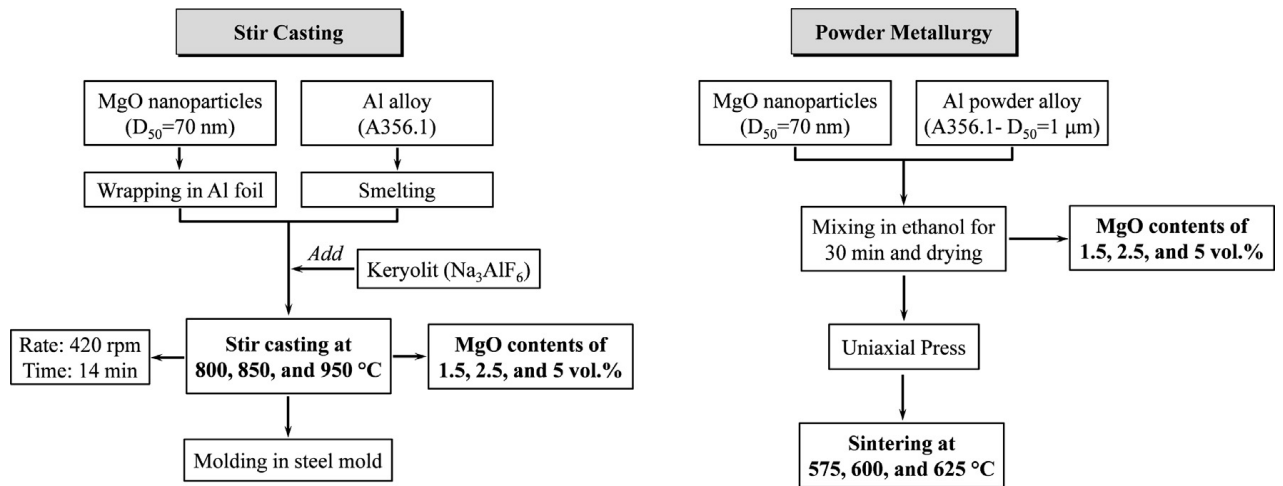 Stir Casting
MgO nanoparticles
(D₅₀=70 nm)
Al alloy
(A356.1)
Wrapping in Al foil
Smelting
Add
Keryolit (Na₃AlF₆)
Rate: 420 rpm
Time: 14 min
Stir casting at
800, 850, and 950 °C
MgO contents of
1.5, 2.5, and 5 vol.%
Molding in steel mold
Powder Metallurgy
MgO nanoparticles
(D₅₀=70 nm)
Al powder alloy
(A356.1- D₅₀=1 μm)
Mixing in ethanol for
30 min and drying
MgO contents of
1.5, 2.5, and 5 vol.%
Uniaxial Press
Sintering at
575, 600, and 625 °C